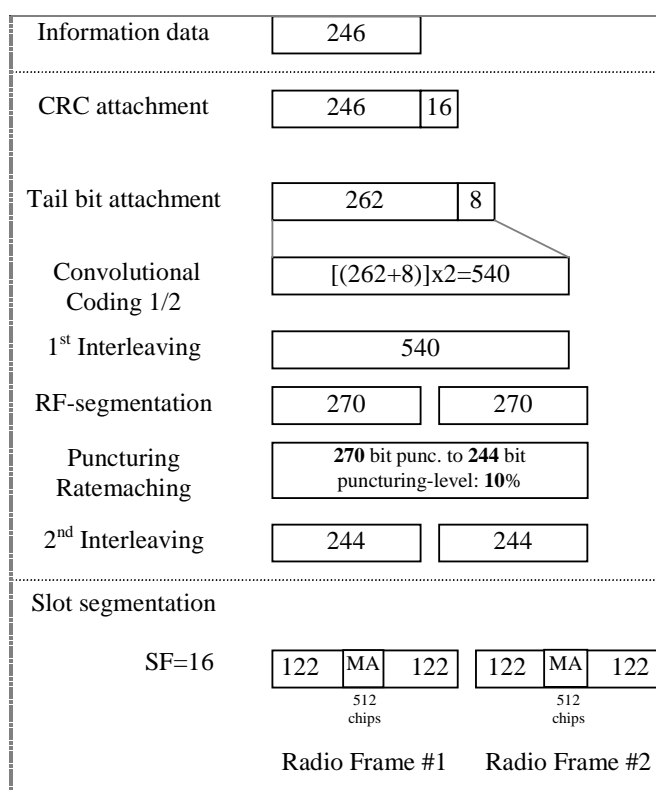 Information data 246
CRC attachment 246 16
Tail bit attachment 262 8
Convolutional
Coding 1/2
[(262+8)]x2=540
1st Interleaving 540
RF-segmentation 270 270
Puncturing
Ratemaching
270 bit punc. to 244 bit
puncturing-level: 10%
2nd Interleaving 244 244
Slot segmentation
SF=16 122 MA 122 122 MA 122
512 512
chips chips
Radio Frame #1 Radio Frame #2